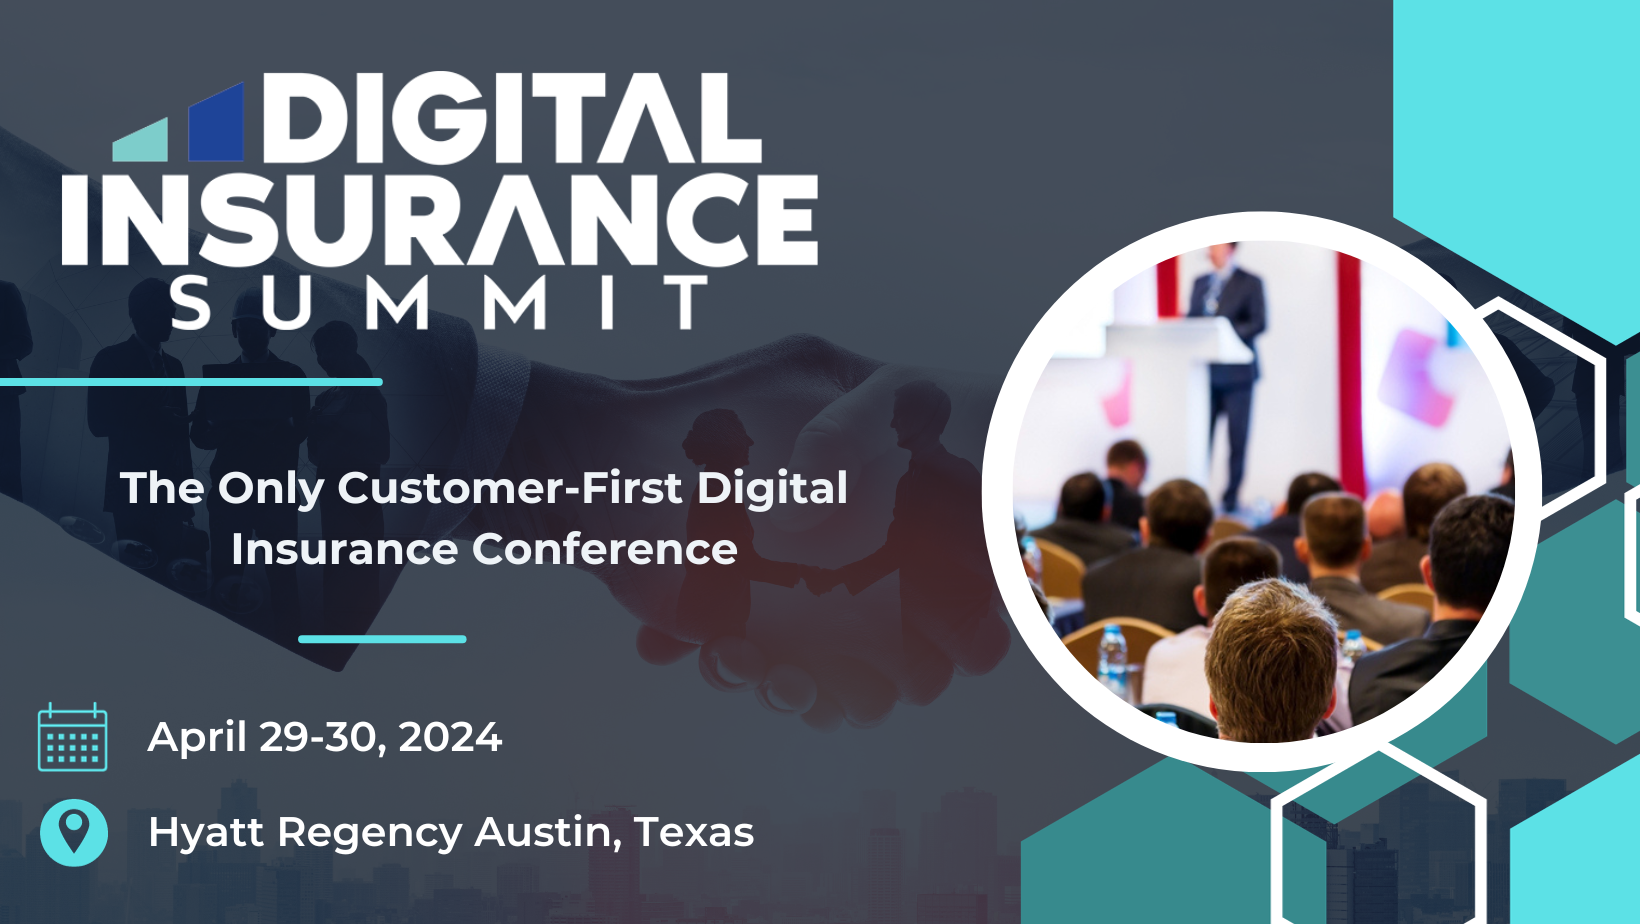 DIGITAL
INSURANCE
SUMMIT
The Only Customer-First Digital
Insurance Conference
April 29-30, 2024
Hyatt Regency Austin, Texas